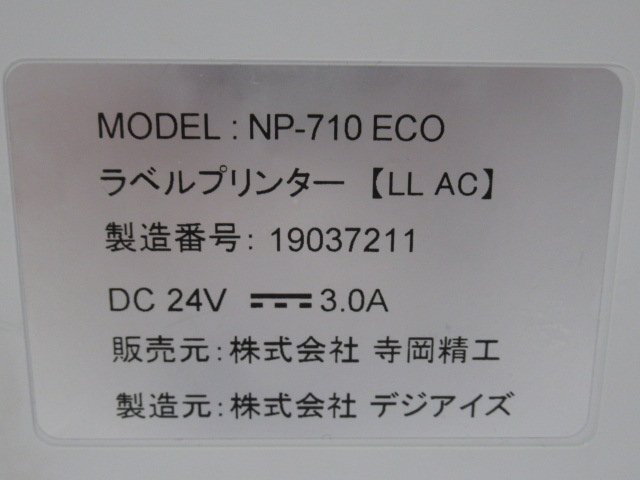 MODEL : NP-710 ECO
ラベルプリンター 【LL AC】
製造番号: 19037211
DC 24V ⎓ 3.0A
販売元:株式会社 寺岡精工
製造元:株式会社 デジアイズ